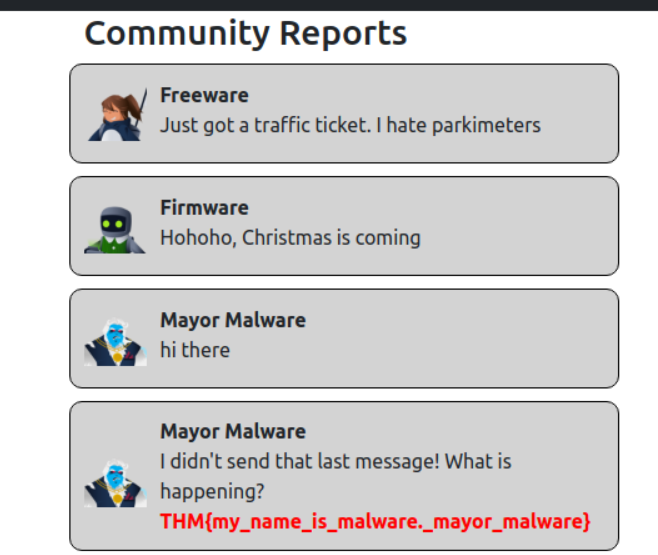 Community Reports
Freeware
Just got a traffic ticket. I hate parkimeters
Firmware
Hohoho, Christmas is coming
Mayor Malware
hi there
Mayor Malware
I didn't send that last message! What is
happening?
THM{my_name_is_malware._mayor_malware}